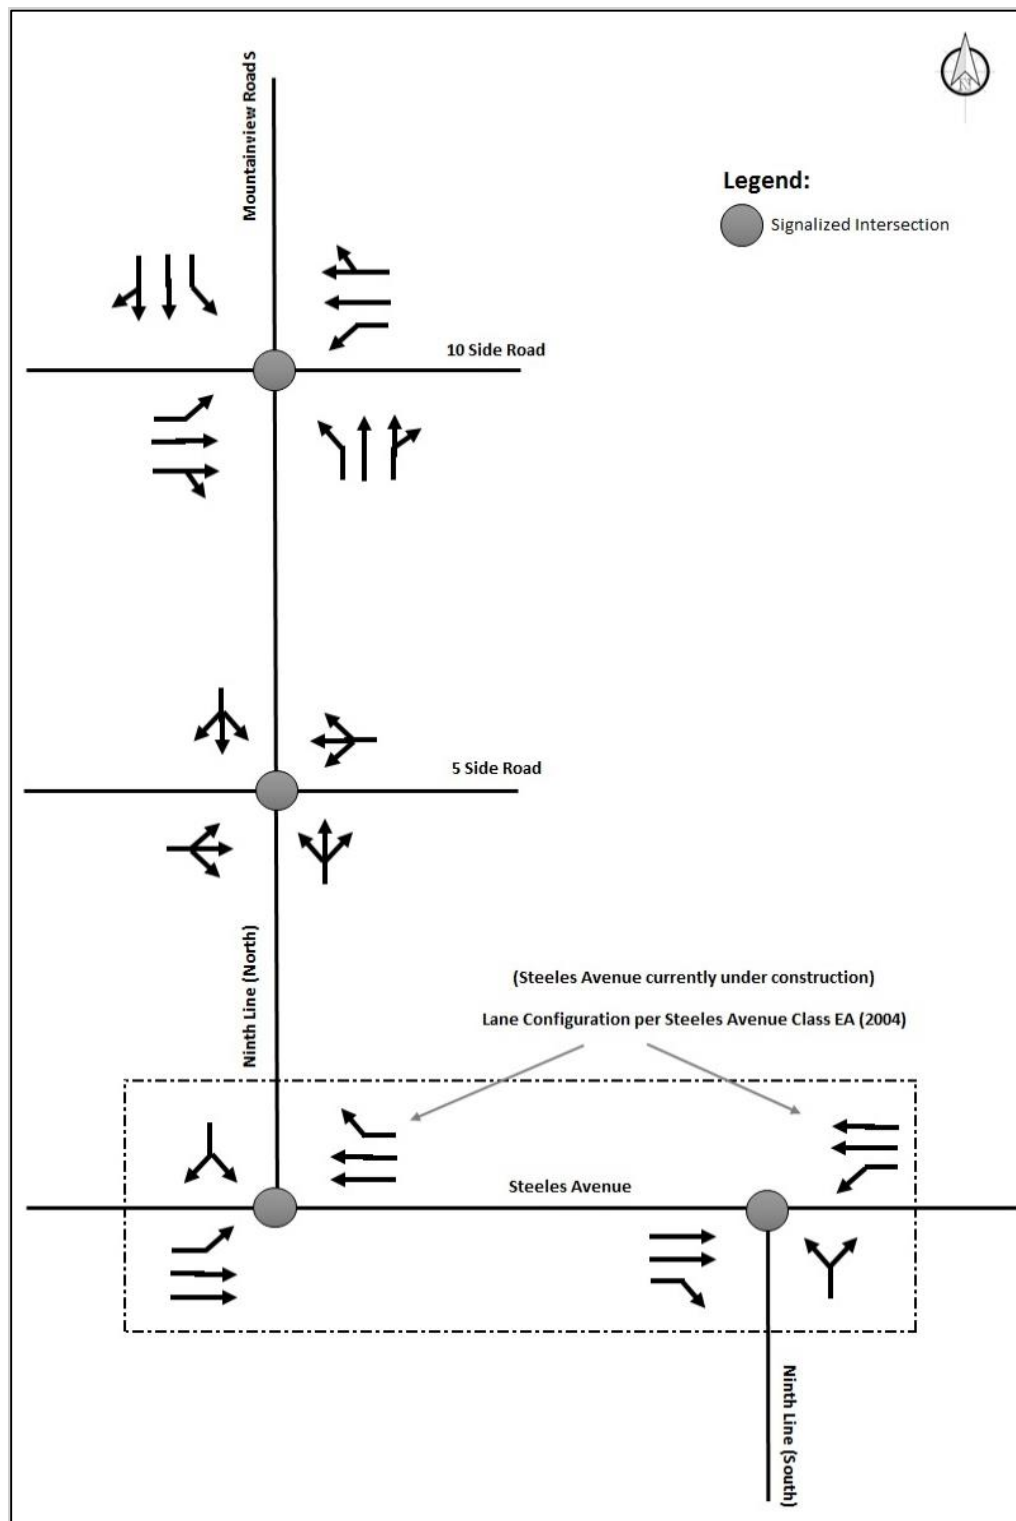 Mountainview Road S
N
Legend:
Signalized Intersection
10 Side Road
5 Side Road
Ninth Line (North)
(Steeles Avenue currently under construction)
Lane Configuration per Steeles Avenue Class EA (2004)
Steeles Avenue
Ninth Line (South)